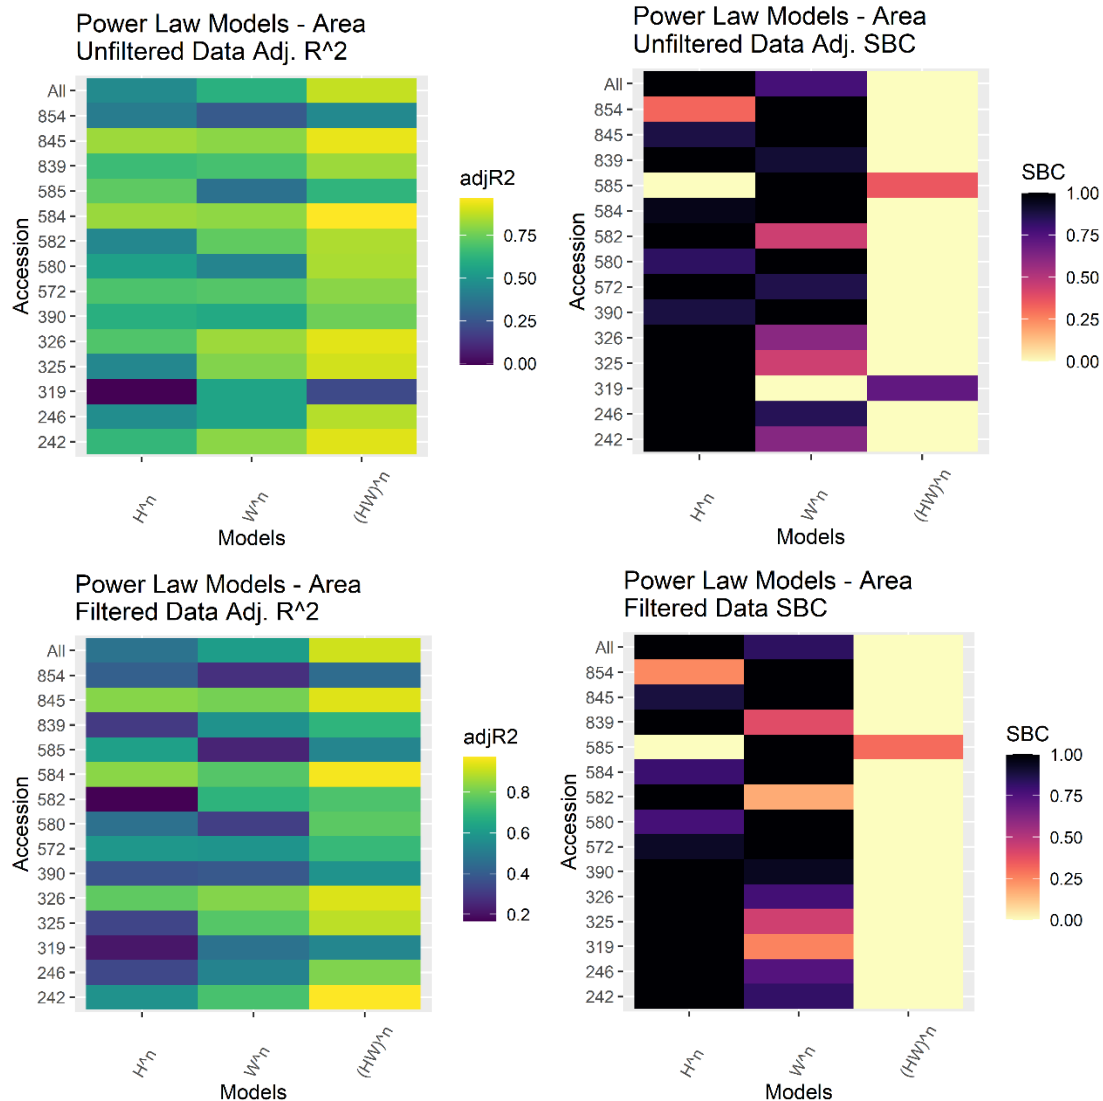 Power Law Models - Area
Unfiltered Data Adj. R^2
Accession
All
854
845
839
585
584
582
580
572
390
326
325
319
246
242
H^n
W^n
(HW)^n
Models
adjR2
0.75
0.50
0.25
0.00
Power Law Models - Area
Unfiltered Data Adj. SBC
Accession
All
854
845
839
585
584
582
580
572
390
326
325
319
246
242
H^n
W^n
(HW)^n
Models
SBC
1.00
0.75
0.50
0.25
0.00
Power Law Models - Area
Filtered Data Adj. R^2
Accession
All
854
845
839
585
584
582
580
572
390
326
325
319
246
242
H^n
W^n
(HW)^n
Models
adjR2
0.8
0.6
0.4
0.2
Power Law Models - Area
Filtered Data SBC
Accession
All
854
845
839
585
584
582
580
572
390
326
325
319
246
242
H^n
W^n
(HW)^n
Models
SBC
1.00
0.75
0.50
0.25
0.00